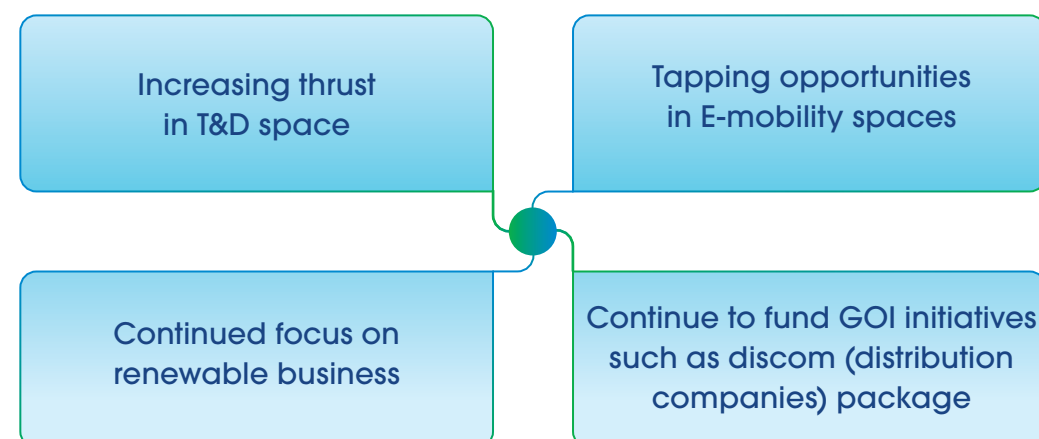 Increasing thrust
in T&D space
Tapping opportunities
in E-mobility spaces
Continued focus on
renewable business
Continue to fund GOI initiatives
such as discom (distribution
companies) package